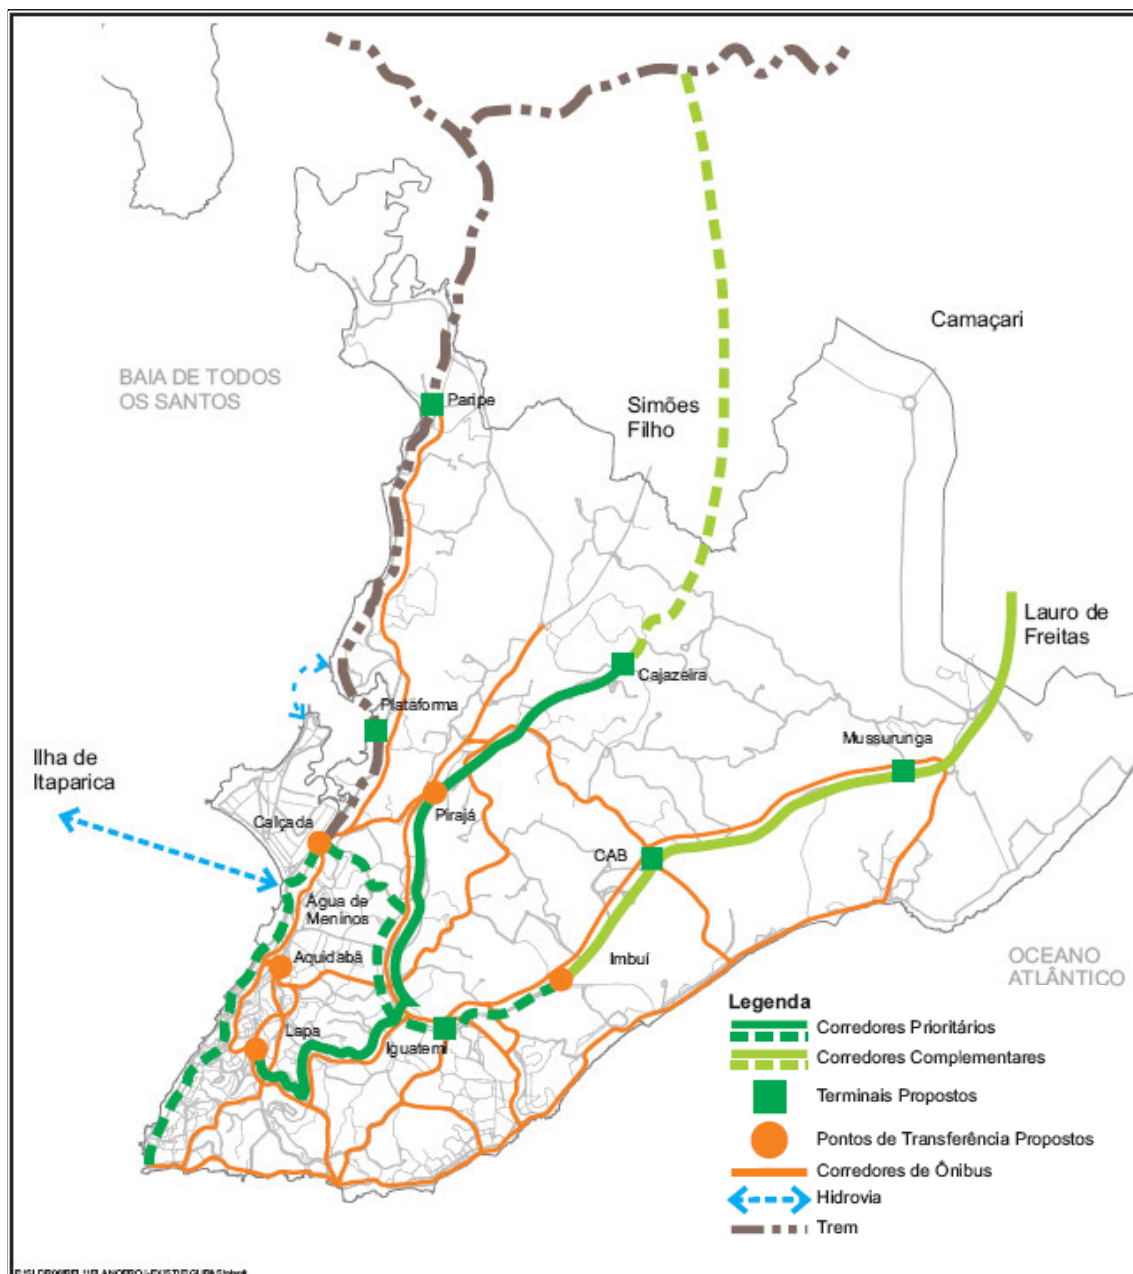 Camaçari
BAIA DE TODOS
OS SANTOS
Paripe
Simões
Filho
Lauro de
Freitas
Cajazeira
Plataforma
Mussurunga
Ilha de
Itaparica
Calçada
Pirajá
CAB
Água de
Meninos
Aquidabã
Imbuí
OCEANO
ATLÂNTICO
Lapa
Iguatemi
Legenda
Corredores Prioritários
Corredores Complementares
Terminais Propostos
Pontos de Transferência Propostos
Corredores de Ônibus
Hidrovia
Trem